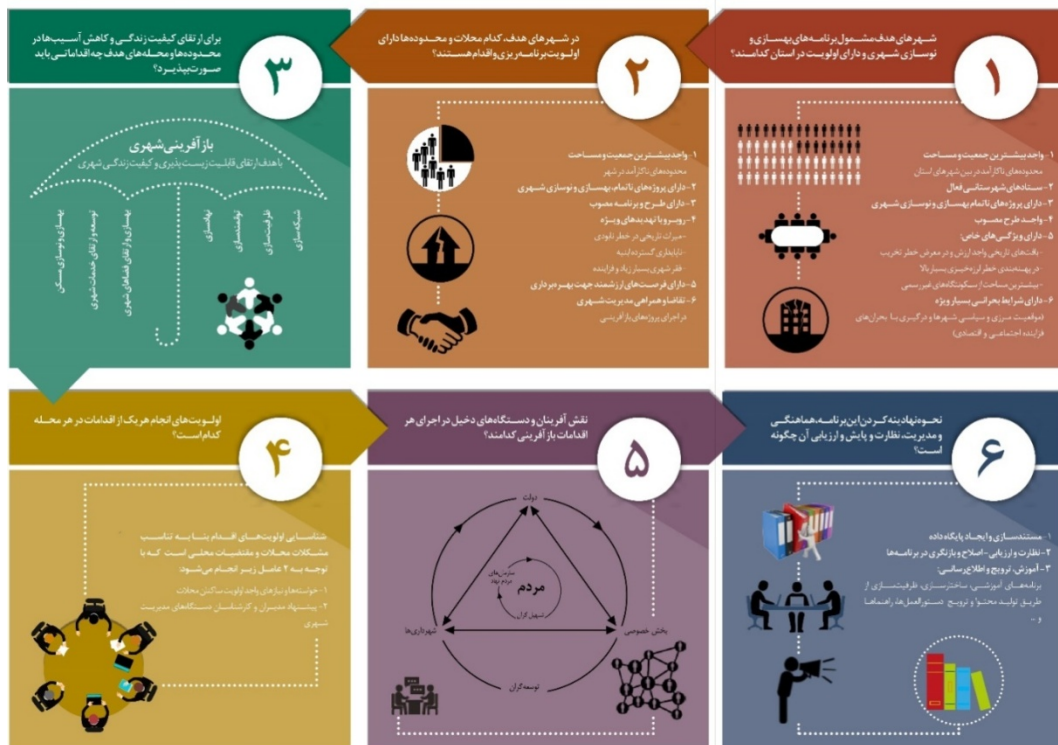 شهرهای هدف مشمول برنامه‌های بهسازی و
نوسازی شهری و دارای اولویت در استان کدامند؟
۱
۱- واجد بیشترین جمعیت و مساحت
محدوده‌های ناکارآمد در بین شهرهای استان
۲- ستادهای شهرستانی فعال
۳- دارای پروژه‌های ناتمام بهسازی و نوسازی شهری
۴- واجد طرح مصوب
۵- دارای ویژگی‌های خاص:
- بافت‌های تاریخی واجد ارزش و در معرض خطر تخریب
- در پهنه‌بندی خطر لرزه‌خیزی بسیار بالا
- بیشترین مساحت از سکونتگاه‌های غیررسمی
۶- دارای شرایط بحرانی بسیار ویژه
(موقعیت مرزی و سیاسی شهرها و درگیری با بحران‌های
فزاینده اجتماعی و اقتصادی)
در شهرهای هدف، کدام محلات و محدوده‌ها دارای
اولویت برنامه‌ریزی و اقدام هستند؟
۲
۱- واجد بیشترین جمعیت و مساحت
محدوده‌های ناکارآمد در شهر
۲- دارای پروژه‌های ناتمام، بهسازی و نوسازی شهری
۳- دارای طرح و برنامه مصوب
۴- روبرو با تهدیدهای ویژه
- میراث تاریخی در خطر نابودی
- ناپایداری گسترده ابنیه
- فقر شهری بسیار زیاد و فزاینده
۵- دارای فرصت‌های ارزشمند جهت بهره‌برداری
۶- تقاضا و همراهی مدیریت شهری
در اجرای پروژه‌های بازآفرینی
برای ارتقای کیفیت زندگی و کاهش آسیب‌ها در
محدوده‌ها و محله‌های هدف چه اقداماتی باید
صورت بپذیرد؟
۳
بازآفرینی شهری
با هدف ارتقای قابلیت زیست‌پذیری و کیفیت زندگی شهری
شبکه‌سازی
ظرفیت‌سازی
توانمندسازی
نهادسازی
بهسازی و ارتقای فضاهای شهری
توسعه و ارتقای خدمات شهری
بهسازی و نوسازی مسکن
اولویت‌های انجام هریک از اقدامات در هر محله
کدام است؟
۴
شناسایی اولویت‌های اقدام بنا به تناسب
مشکلات محلات و مقتضیات محلی است که با
توجه به ۲ عامل زیر انجام می‌شود:
۱- خواسته‌ها و نیازهای واجد اولویت ساکنان محلات
۲- پیشنهاد مدیران و کارشناسان دستگاه‌های مدیریت
شهری
نقش آفرینان و دستگاه‌های دخیل در اجرای هر
اقدامات بازآفرینی کدامند؟
۵
دولت
سازمان‌های
مردم نهاد
مردم
تسهیل‌گران
شهرداری‌ها
بخش خصوصی
توسعه‌گران
نحوه نهادینه کردن این برنامه، هماهنگی
و مدیریت، نظارت و پایش و ارزیابی آن چگونه
است؟
۶
۱- مستندسازی و ایجاد پایگاه داده
۲- نظارت و ارزیابی- اصلاح و بازنگری در برنامه‌ها
۳- آموزش، ترویج و اطلاع‌رسانی:
برنامه‌های آموزشی، ساختارسازی، ظرفیت‌سازی از
طریق تولید محتوا و ترویج دستورالعمل‌ها، راهنماها
و ..